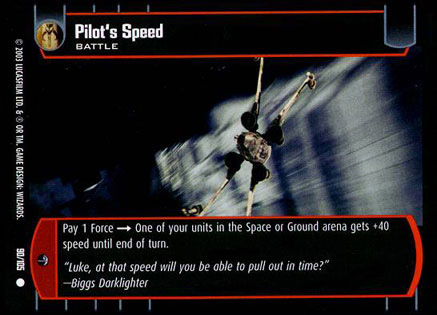 Pilot's Speed
BATTLE
Pay 1 Force → One of your units in the Space or Ground arena gets +40
speed until end of turn.
"Luke, at that speed will you be able to pull out in time?"
—Biggs Darklighter
© 2003 LUCASFILM LTD. & ® OR TM. GAME DESIGN: WIZARDS.
90/105